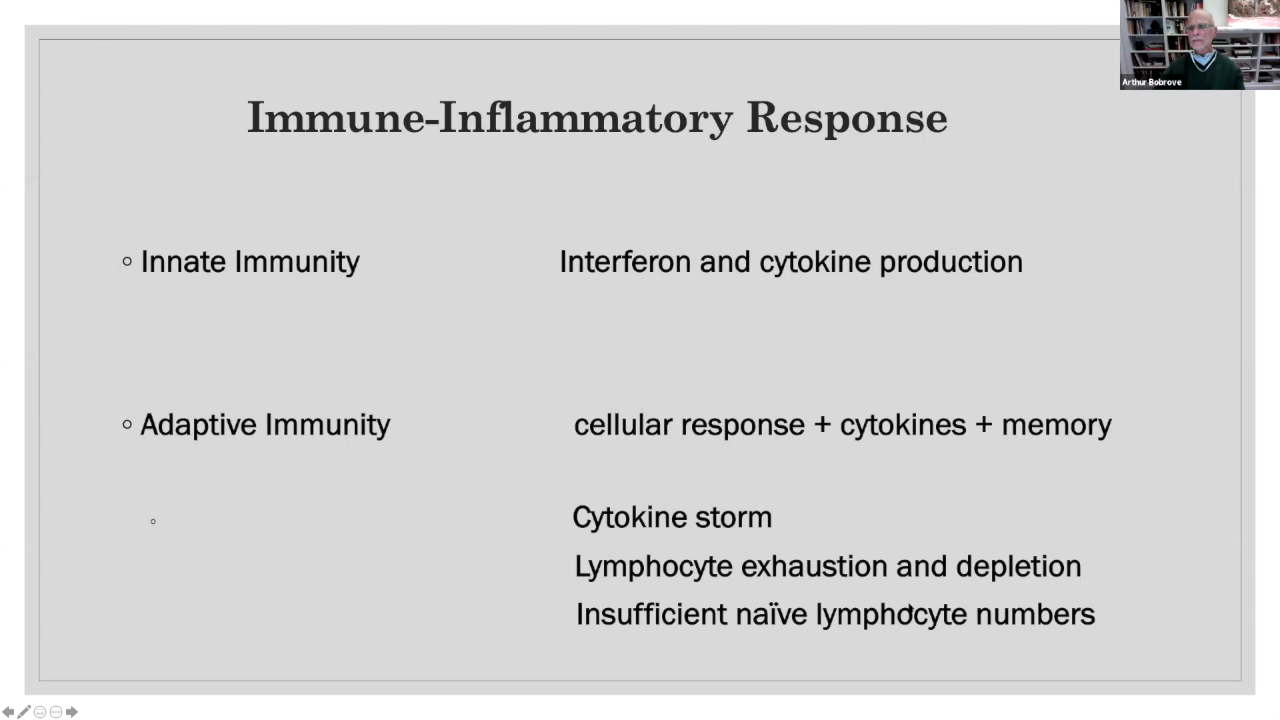 Arthur Bobrove
Immune-Inflammatory Response
Innate Immunity Interferon and cytokine production
Adaptive Immunity cellular response + cytokines + memory
Cytokine storm
Lymphocyte exhaustion and depletion
Insufficient naïve lymphocyte numbers